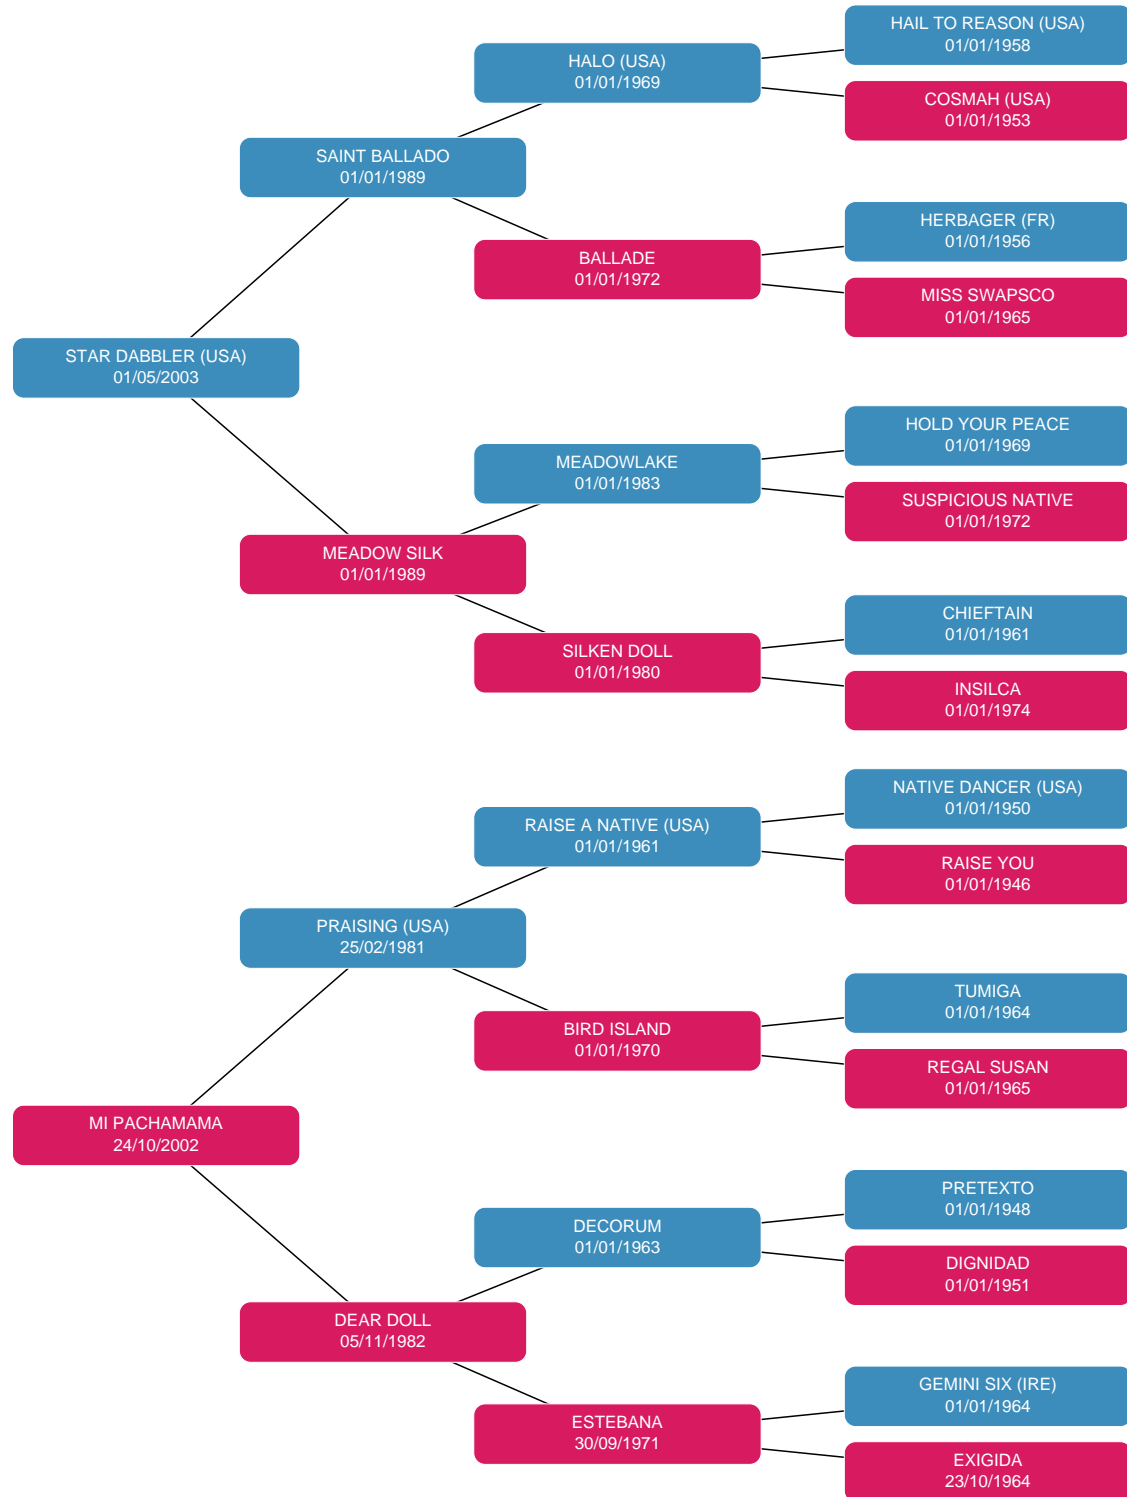 HAIL TO REASON (USA)
01/01/1958
HALO (USA)
01/01/1969
COSMAH (USA)
01/01/1953
SAINT BALLADO
01/01/1989
HERBAGER (FR)
01/01/1956
BALLADE
01/01/1972
MISS SWAPSCO
01/01/1965
STAR DABBLER (USA)
01/05/2003
HOLD YOUR PEACE
01/01/1969
MEADOWLAKE
01/01/1983
SUSPICIOUS NATIVE
01/01/1972
MEADOW SILK
01/01/1989
CHIEFTAIN
01/01/1961
SILKEN DOLL
01/01/1980
INSILCA
01/01/1974
NATIVE DANCER (USA)
01/01/1950
RAISE A NATIVE (USA)
01/01/1961
RAISE YOU
01/01/1946
PRAISING (USA)
25/02/1981
TUMIGA
01/01/1964
BIRD ISLAND
01/01/1970
REGAL SUSAN
01/01/1965
MI PACHAMAMA
24/10/2002
PRETEXTO
01/01/1948
DECORUM
01/01/1963
DIGNIDAD
01/01/1951
DEAR DOLL
05/11/1982
GEMINI SIX (IRE)
01/01/1964
ESTEBANA
30/09/1971
EXIGIDA
23/10/1964